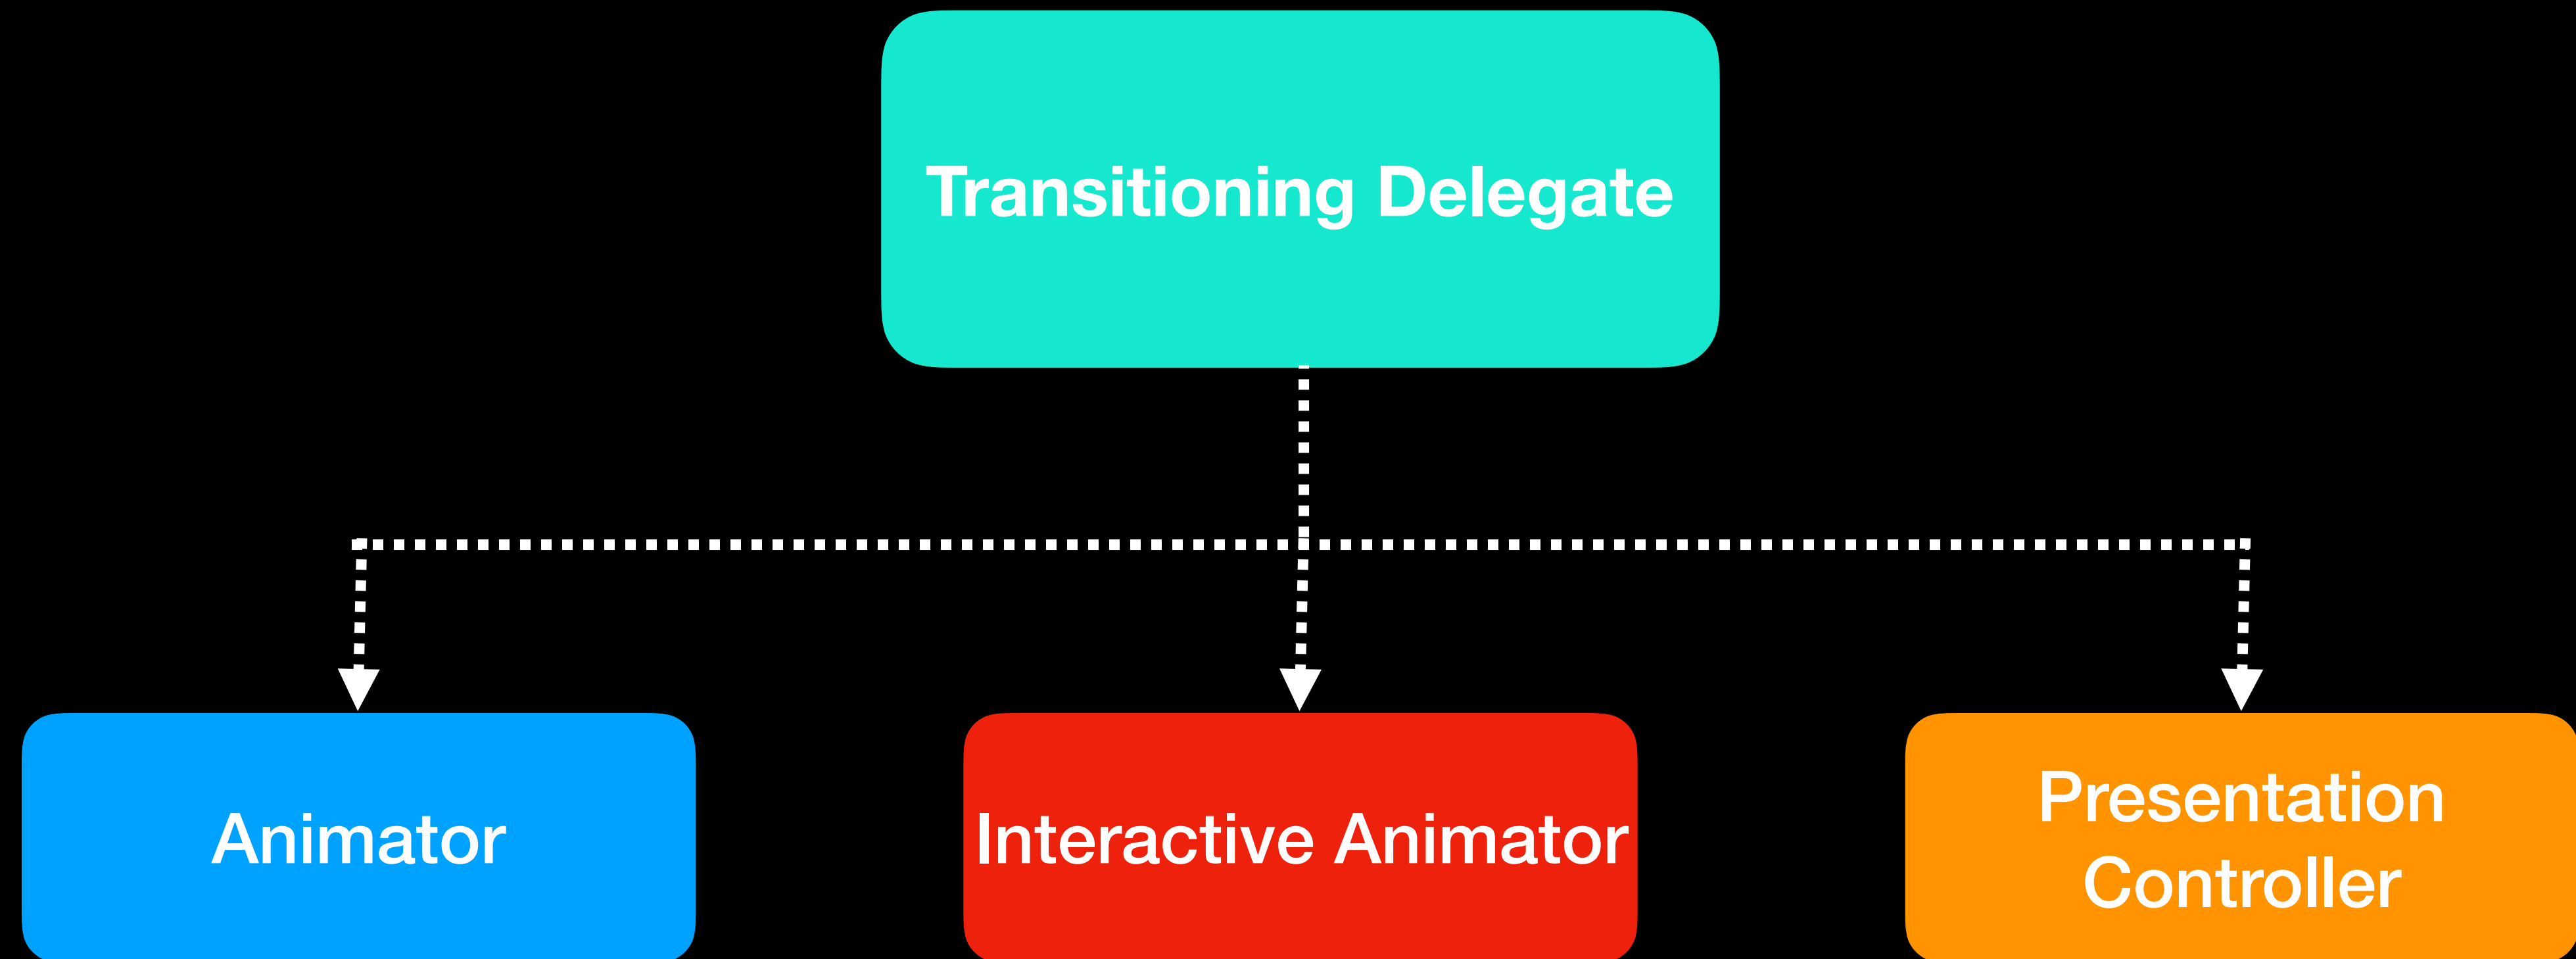 Transitioning Delegate
Animator
Interactive Animator
Presentation
Controller